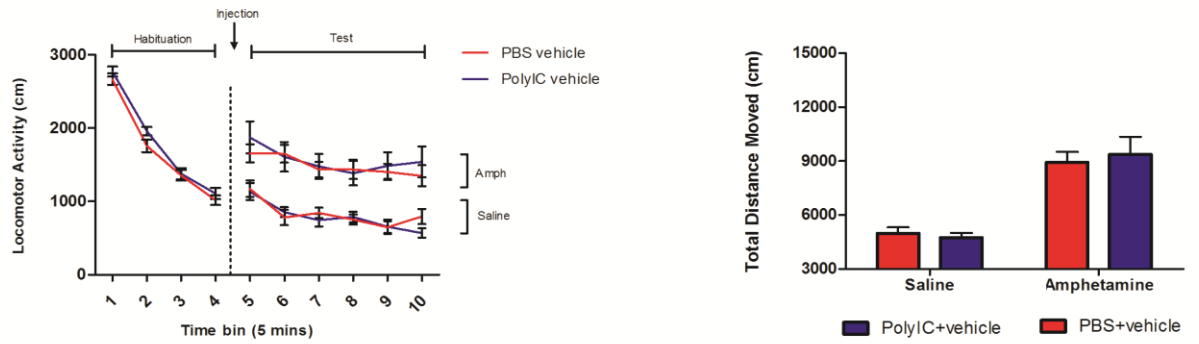 Injection
Habituation
Test
3000
2000
1000
0
Locomotor Activity (cm)
PBS vehicle
PolyIC vehicle
Amph
Saline
1 2 3 4 5 6 7 8 9 10
Time bin (5 mins)
15000
12000
9000
6000
3000
Total Distance Moved (cm)
Saline Amphetamine
PolyIC+vehicle PBS+vehicle